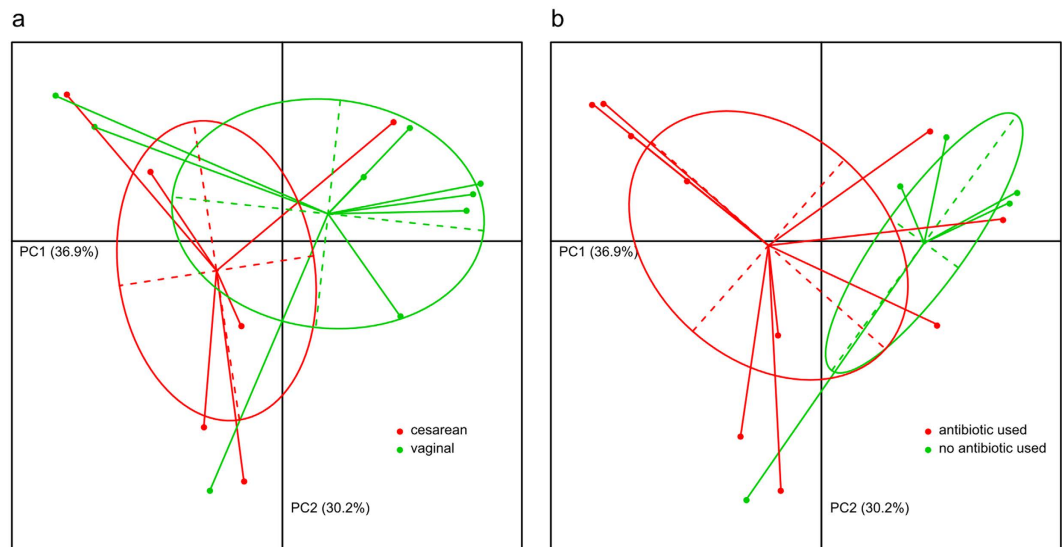 a
PC1 (36.9%)
cesarean
vaginal
PC2 (30.2%)
b
PC1 (36.9%)
antibiotic used
no antibiotic used
PC2 (30.2%)